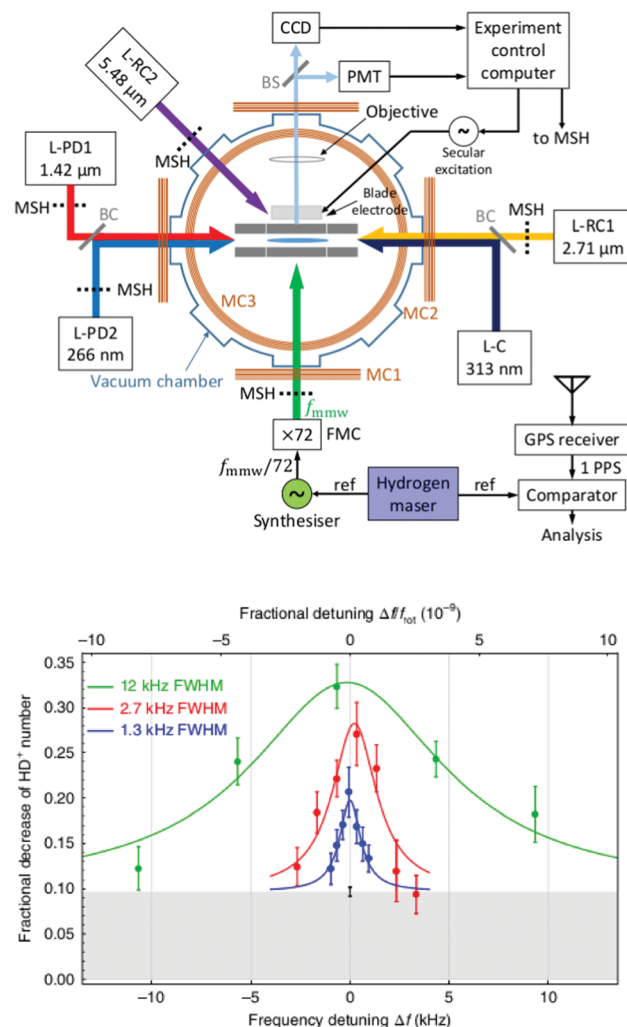 CCD
Experiment
control
computer
BS
PMT
L-RC2
5.48 µm
Objective
~
Secular
excitation
to MSH
L-PD1
1.42 µm
MSH
MSH
Blade
electrode
BC
BC
MSH
L-RC1
2.71 µm
MSH
MC3
MC2
L-PD2
266 nm
L-C
313 nm
Vacuum chamber
MC1
MSH
f_mmw
×72
FMC
GPS receiver
f_mmw/72
1 PPS
~
ref
Hydrogen
maser
ref
Comparator
Synthesiser
Analysis
Fractional detuning Δf/f_rot (10⁻⁹)
−10
−5
0
5
10
Fractional decrease of HD⁺ number
0.35
0.30
0.25
0.20
0.15
0.10
0.05
0.00
12 kHz FWHM
2.7 kHz FWHM
1.3 kHz FWHM
−10
−5
0
5
10
Frequency detuning Δf (kHz)